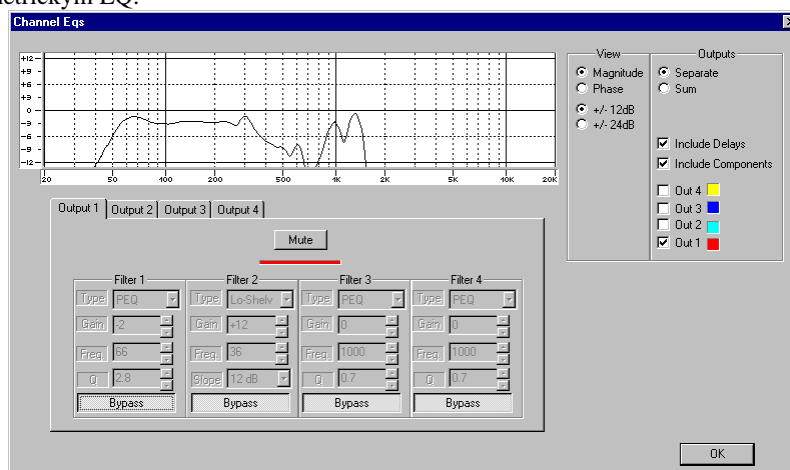 etrickým EQ.
Channel Eqs
+12
+9
+6
+3
0
-3
-6
-9
-12
20 50 100 200 500 1K 2K 5K 10K 20K
View
Magnitude
Phase
+/- 12dB
+/- 24dB
Outputs
Separate
Sum
Include Delays
Include Components
Out 4
Out 3
Out 2
Out 1
Output 1 Output 2 Output 3 Output 4
Mute
Filter 1
Type PEQ
Gain -2
Freq. 66
Q 2.8
Bypass
Filter 2
Type Lo-Shelv
Gain +12
Freq. 36
Slope 12 dB
Bypass
Filter 3
Type PEQ
Gain 0
Freq. 1000
Q 0.7
Bypass
Filter 4
Type PEQ
Gain 0
Freq. 1000
Q 0.7
Bypass
OK